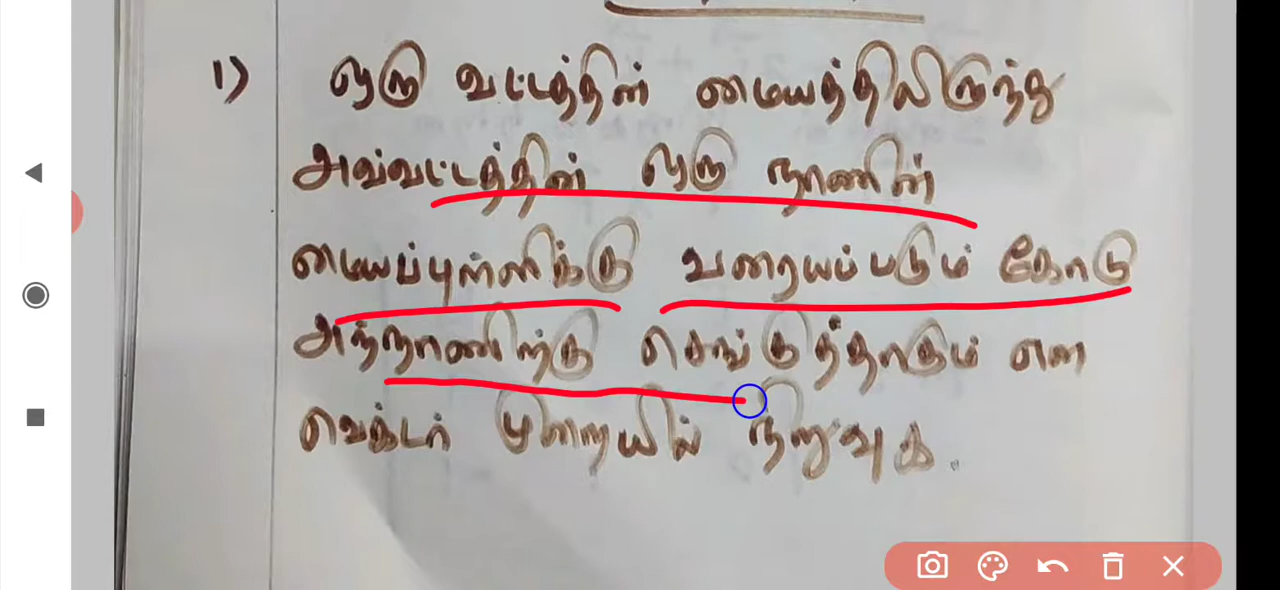 1) ஒரு வட்டத்தின் மையத்திலிருந்து
அவ்வட்டத்தின் ஒரு நாணின்
மையப்புள்ளிக்கு வரையப்படும் கோடு
அந்நாணிற்கு செங்குத்தாகும் என
வெக்டர் முறையில் நிறுவுக.